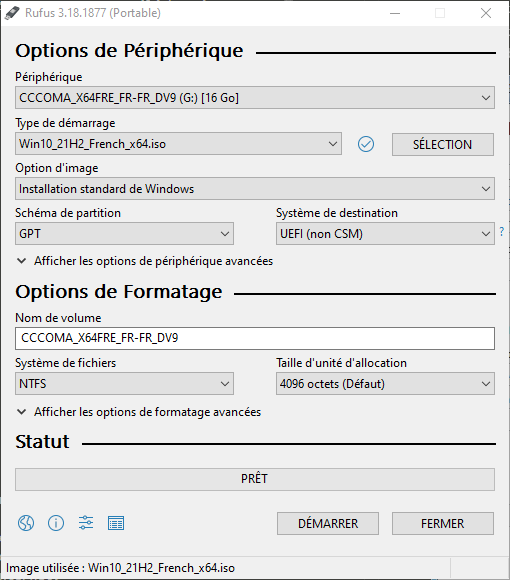 Rufus 3.18.1877 (Portable)
Options de Périphérique
Périphérique
CCCOMA_X64FRE_FR-FR_DV9 (G:) [16 Go]
Type de démarrage
Win10_21H2_French_x64.iso
SÉLECTION
Option d'image
Installation standard de Windows
Schéma de partition
Système de destination
GPT
UEFI (non CSM)
?
Afficher les options de périphérique avancées
Options de Formatage
Nom de volume
CCCOMA_X64FRE_FR-FR_DV9
Système de fichiers
Taille d'unité d'allocation
NTFS
4096 octets (Défaut)
Afficher les options de formatage avancées
Statut
PRÊT
DÉMARRER
FERMER
Image utilisée : Win10_21H2_French_x64.iso